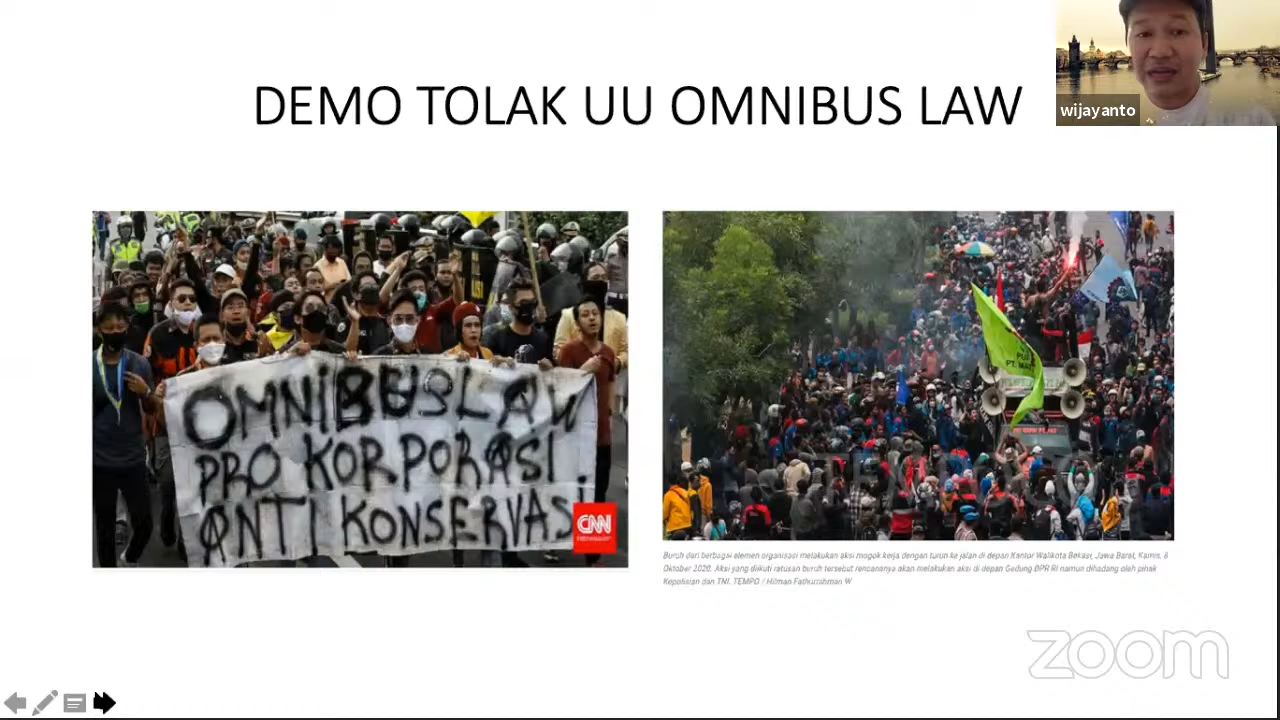 DEMO TOLAK UU OMNIBUS LAW
wijayanto
OMNIBUSLAW
PRO KORPORASI!
ANTI KONSERVASI
CNN
Buruh dari berbagai elemen organisasi melakukan aksi mogok kerja dengan turun ke jalan di depan Kantor Walikota Bekasi, Jawa Barat, Kamis, 8
Oktober 2020. Aksi yang diikuti ratusan buruh tersebut rencananya akan melakukan aksi di depan Gedung DPR RI namun dihadang oleh pihak
Kepolisian dan TNI. TEMPO / Hilman Fathurrahman W
zoom